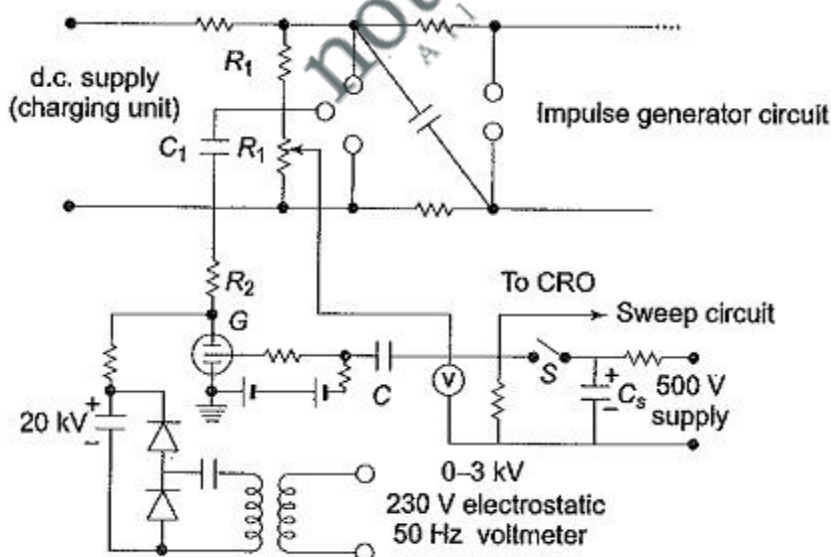 not
R1
d.c. supply
(charging unit)
Impulse generator circuit
C1
R1
R2
To CRO
Sweep circuit
G
S
C
V
+
Cs
−
500 V
supply
+
20 kV
−
0–3 kV
230 V electrostatic
50 Hz voltmeter